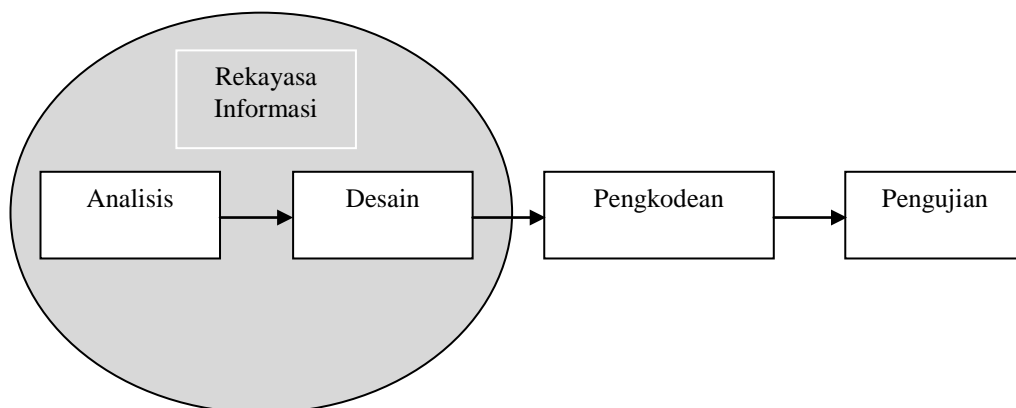 Rekayasa
Informasi
Analisis
Desain
Pengkodean
Pengujian